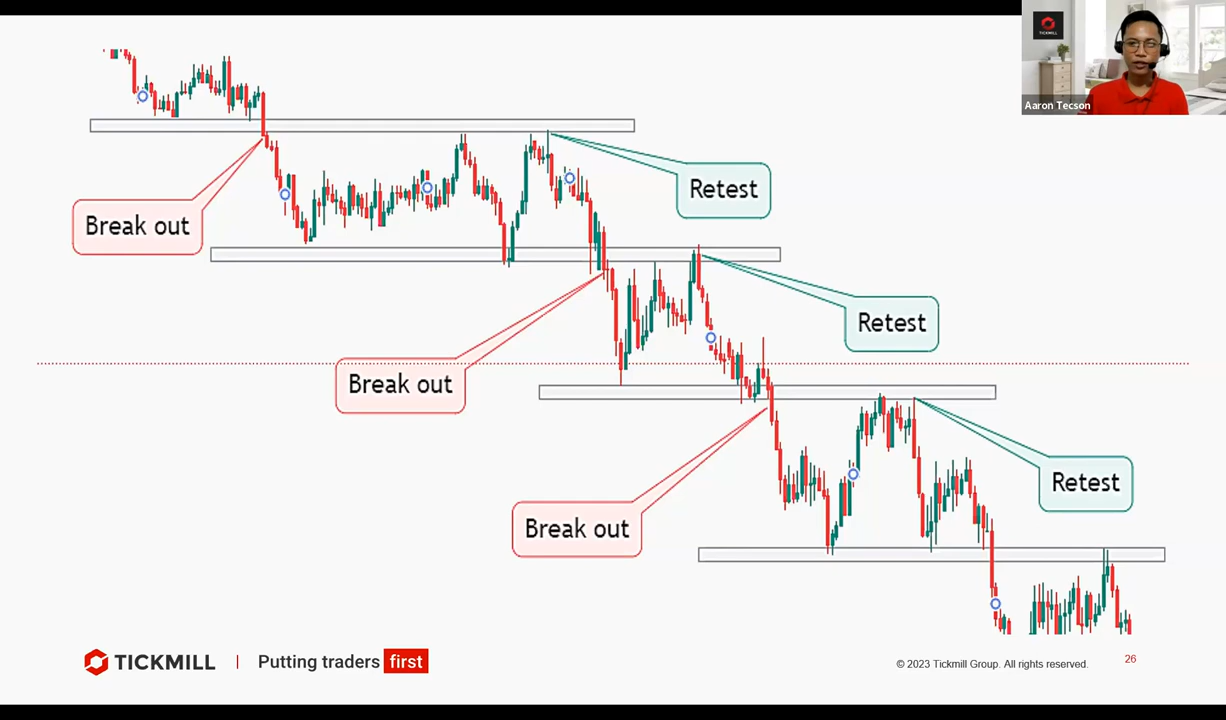 TICKMILL
Aaron Tecson
Retest
Break out
Retest
Break out
Retest
Break out
TICKMILL | Putting traders first
© 2023 Tickmill Group. All rights reserved.
26